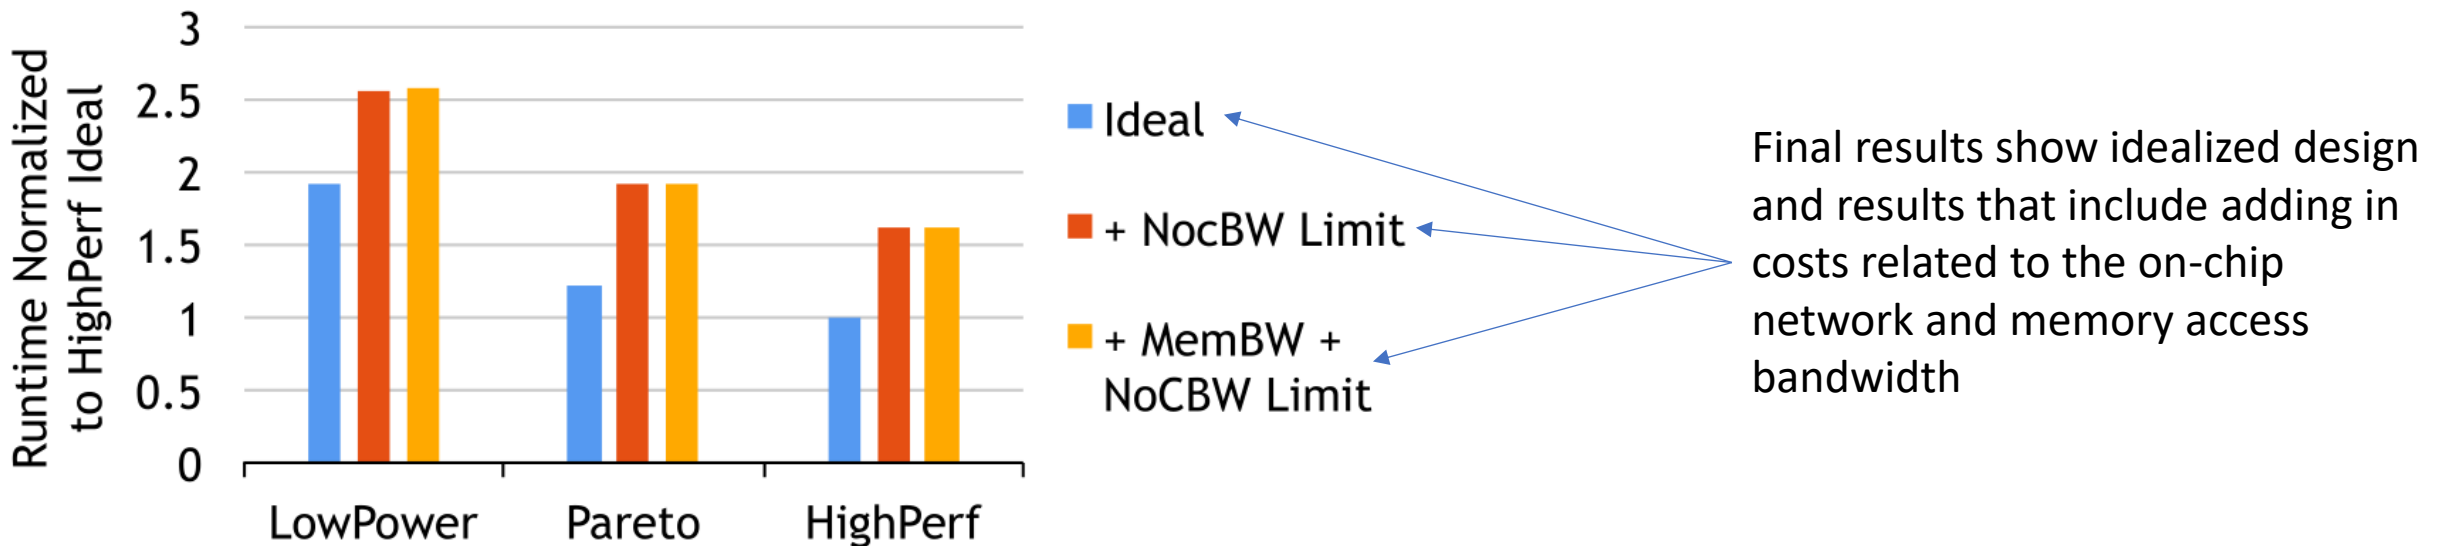 Runtime Normalized
to HighPerf Ideal
3
2.5
2
1.5
1
0.5
0
LowPower
Pareto
HighPerf
Ideal
+ NocBW Limit
+ MemBW +
NoCBW Limit
Final results show idealized design
and results that include adding in
costs related to the on-chip
network and memory access
bandwidth